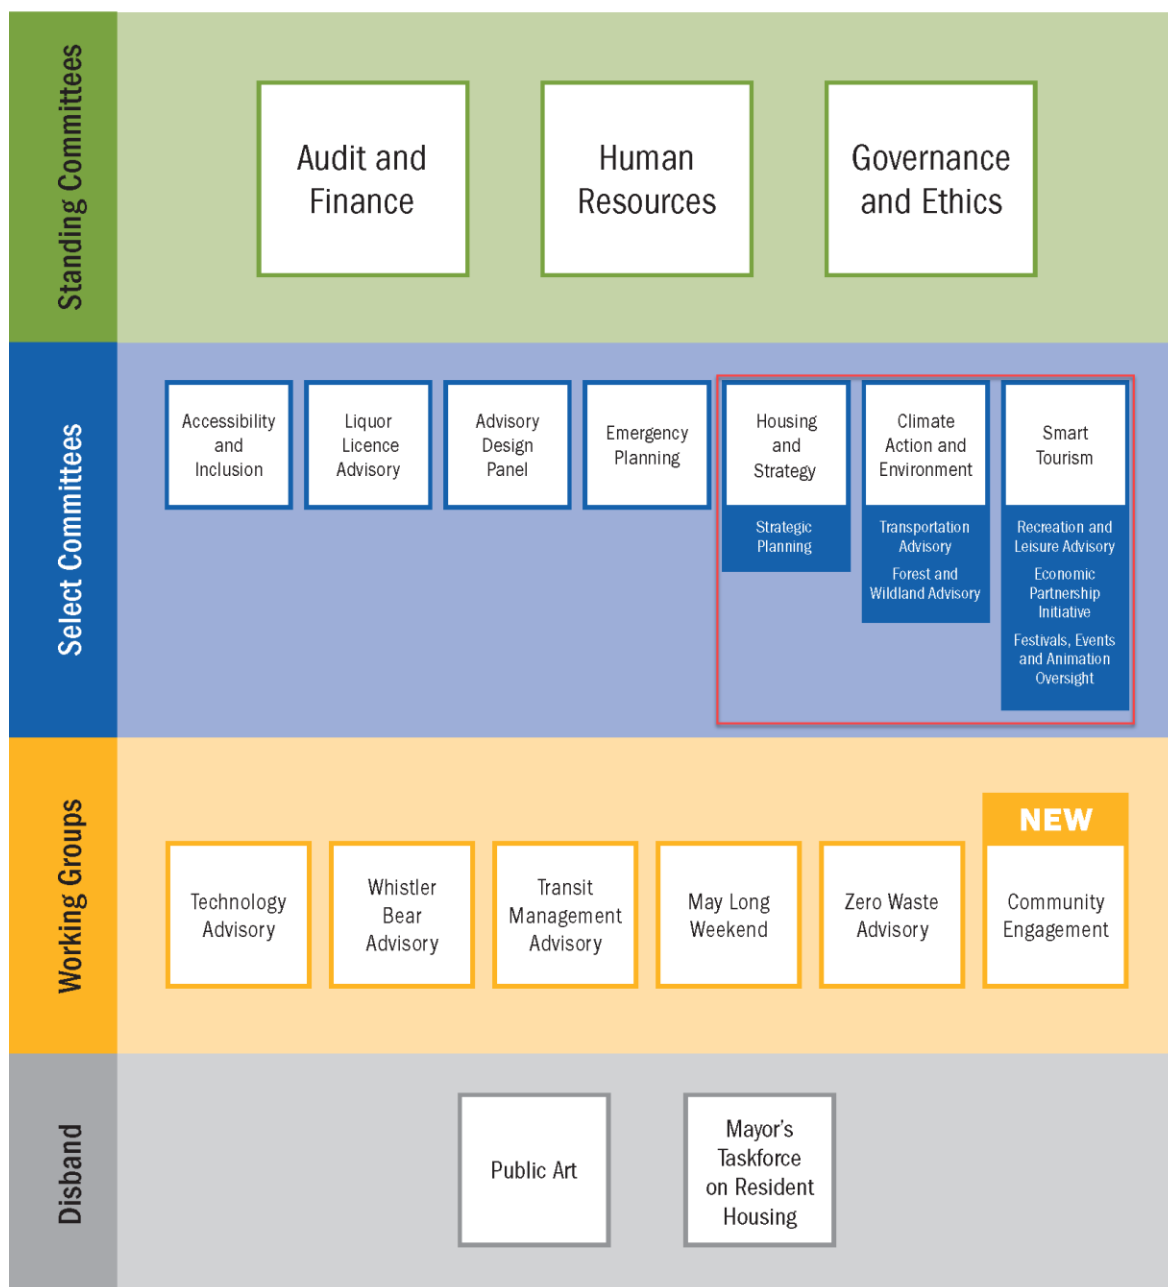 Standing Committees
Audit and
Finance
Human
Resources
Governance
and Ethics
Select Committees
Accessibility
and
Inclusion
Liquor
Licence
Advisory
Advisory
Design
Panel
Emergency
Planning
Housing
and
Strategy
Strategic
Planning
Climate
Action and
Environment
Transportation
Advisory
Forest and
Wildland Advisory
Smart
Tourism
Recreation and
Leisure Advisory
Economic
Partnership
Initiative
Festivals, Events
and Animation
Oversight
Working Groups
Technology
Advisory
Whistler
Bear
Advisory
Transit
Management
Advisory
May Long
Weekend
Zero Waste
Advisory
NEW
Community
Engagement
Disband
Public Art
Mayor's
Taskforce
on Resident
Housing